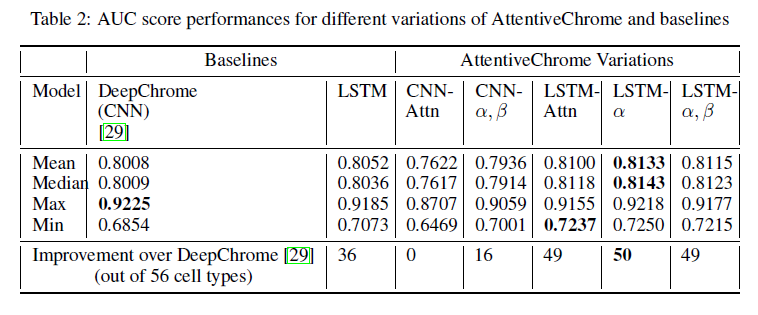 Table 2: AUC score performances for different variations of AttentiveChrome and baselines
Baselines AttentiveChrome Variations
Model DeepChrome LSTM CNN- CNN- LSTM- LSTM- LSTM-
(CNN) Attn α, β Attn α α, β
[29]
Mean 0.8008 0.8052 0.7622 0.7936 0.8100 0.8133 0.8115
Median 0.8009 0.8036 0.7617 0.7914 0.8118 0.8143 0.8123
Max 0.9225 0.9185 0.8707 0.9059 0.9155 0.9218 0.9177
Min 0.6854 0.7073 0.6469 0.7001 0.7237 0.7250 0.7215
Improvement over DeepChrome [29] 36 0 16 49 50 49
(out of 56 cell types)